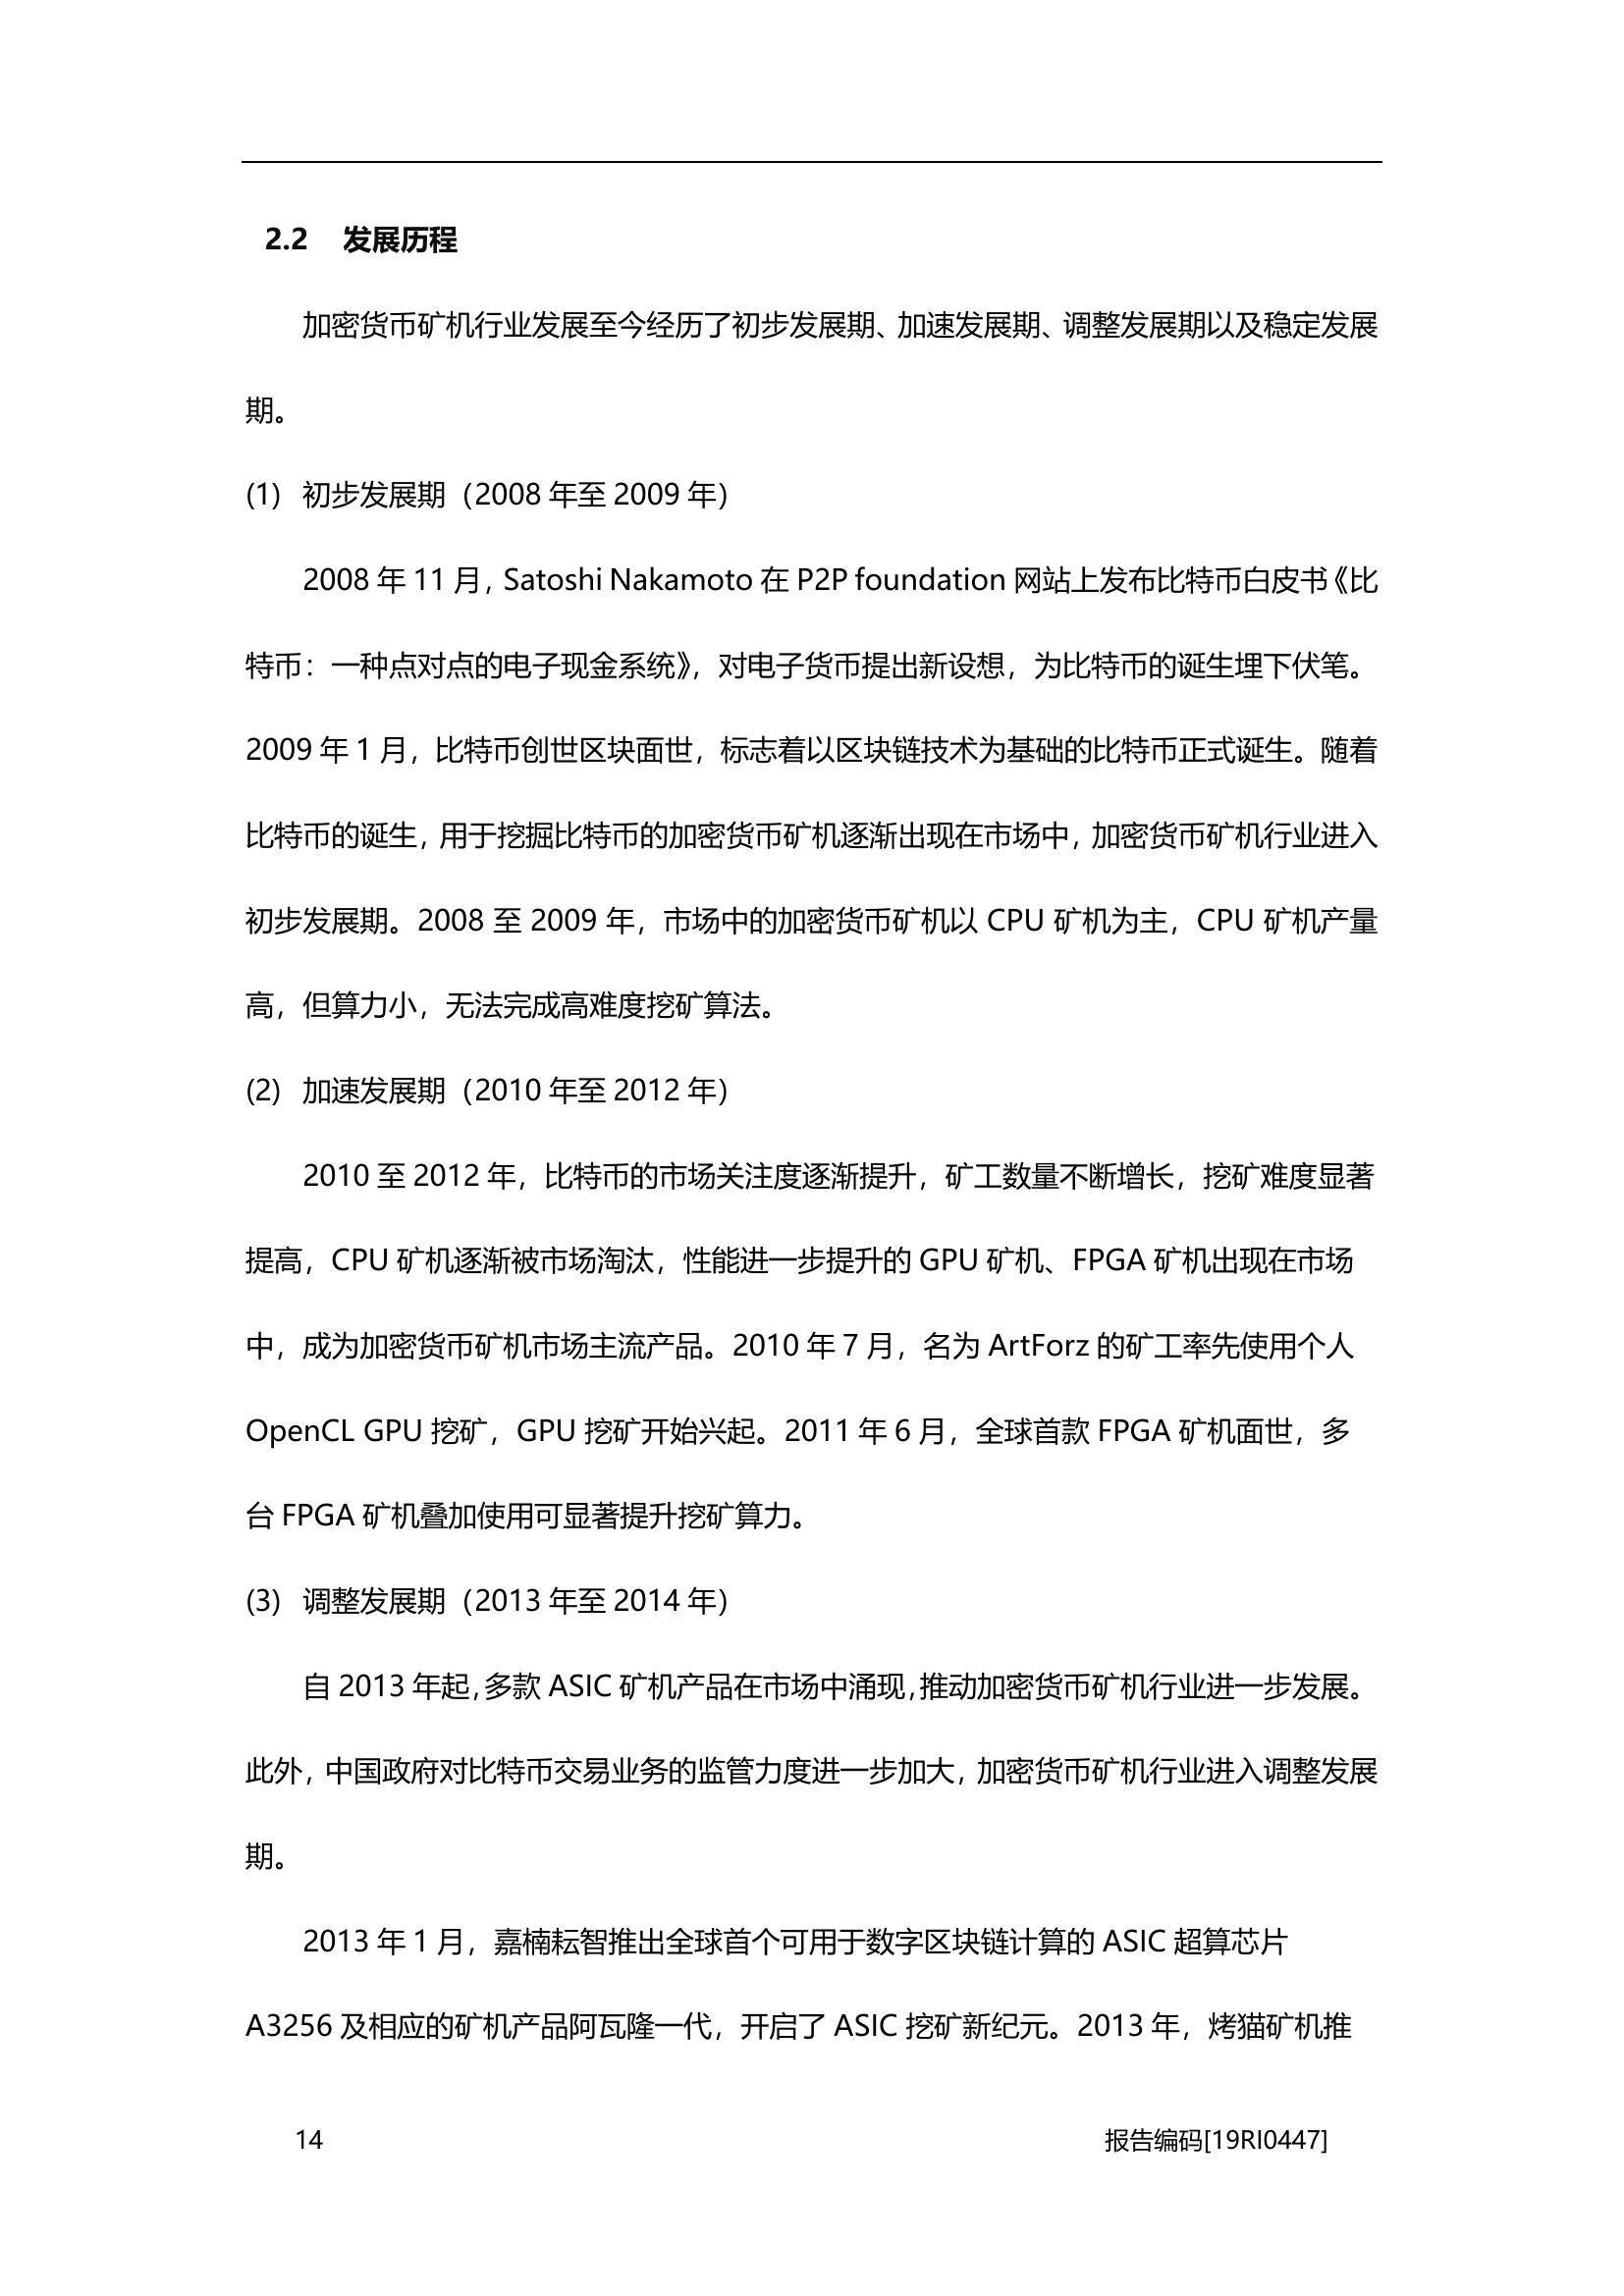 2.2 发展历程
加密货币矿机行业发展至今经历了初步发展期、加速发展期、调整发展期以及稳定发展
期。
(1) 初步发展期（2008 年至 2009 年）
2008 年 11 月，Satoshi Nakamoto 在 P2P foundation 网站上发布比特币白皮书《比
特币：一种点对点的电子现金系统》，对电子货币提出新设想，为比特币的诞生埋下伏笔。
2009 年 1 月，比特币创世区块面世，标志着以区块链技术为基础的比特币正式诞生。随着
比特币的诞生，用于挖掘比特币的加密货币矿机逐渐出现在市场中，加密货币矿机行业进入
初步发展期。2008 至 2009 年，市场中的加密货币矿机以 CPU 矿机为主，CPU 矿机产量
高，但算力小，无法完成高难度挖矿算法。
(2) 加速发展期（2010 年至 2012 年）
2010 至 2012 年，比特币的市场关注度逐渐提升，矿工数量不断增长，挖矿难度显著
提高，CPU 矿机逐渐被市场淘汰，性能进一步提升的 GPU 矿机、FPGA 矿机出现在市场
中，成为加密货币矿机市场主流产品。2010 年 7 月，名为 ArtForz 的矿工率先使用个人
OpenCL GPU 挖矿，GPU 挖矿开始兴起。2011 年 6 月，全球首款 FPGA 矿机面世，多
台 FPGA 矿机叠加使用可显著提升挖矿算力。
(3) 调整发展期（2013 年至 2014 年）
自 2013 年起，多款 ASIC 矿机产品在市场中涌现，推动加密货币矿机行业进一步发展。
此外，中国政府对比特币交易业务的监管力度进一步加大，加密货币矿机行业进入调整发展
期。
2013 年 1 月，嘉楠耘智推出全球首个可用于数字区块链计算的 ASIC 超算芯片
A3256 及相应的矿机产品阿瓦隆一代，开启了 ASIC 挖矿新纪元。2013 年，烤猫矿机推
14 报告编码[19RI0447]